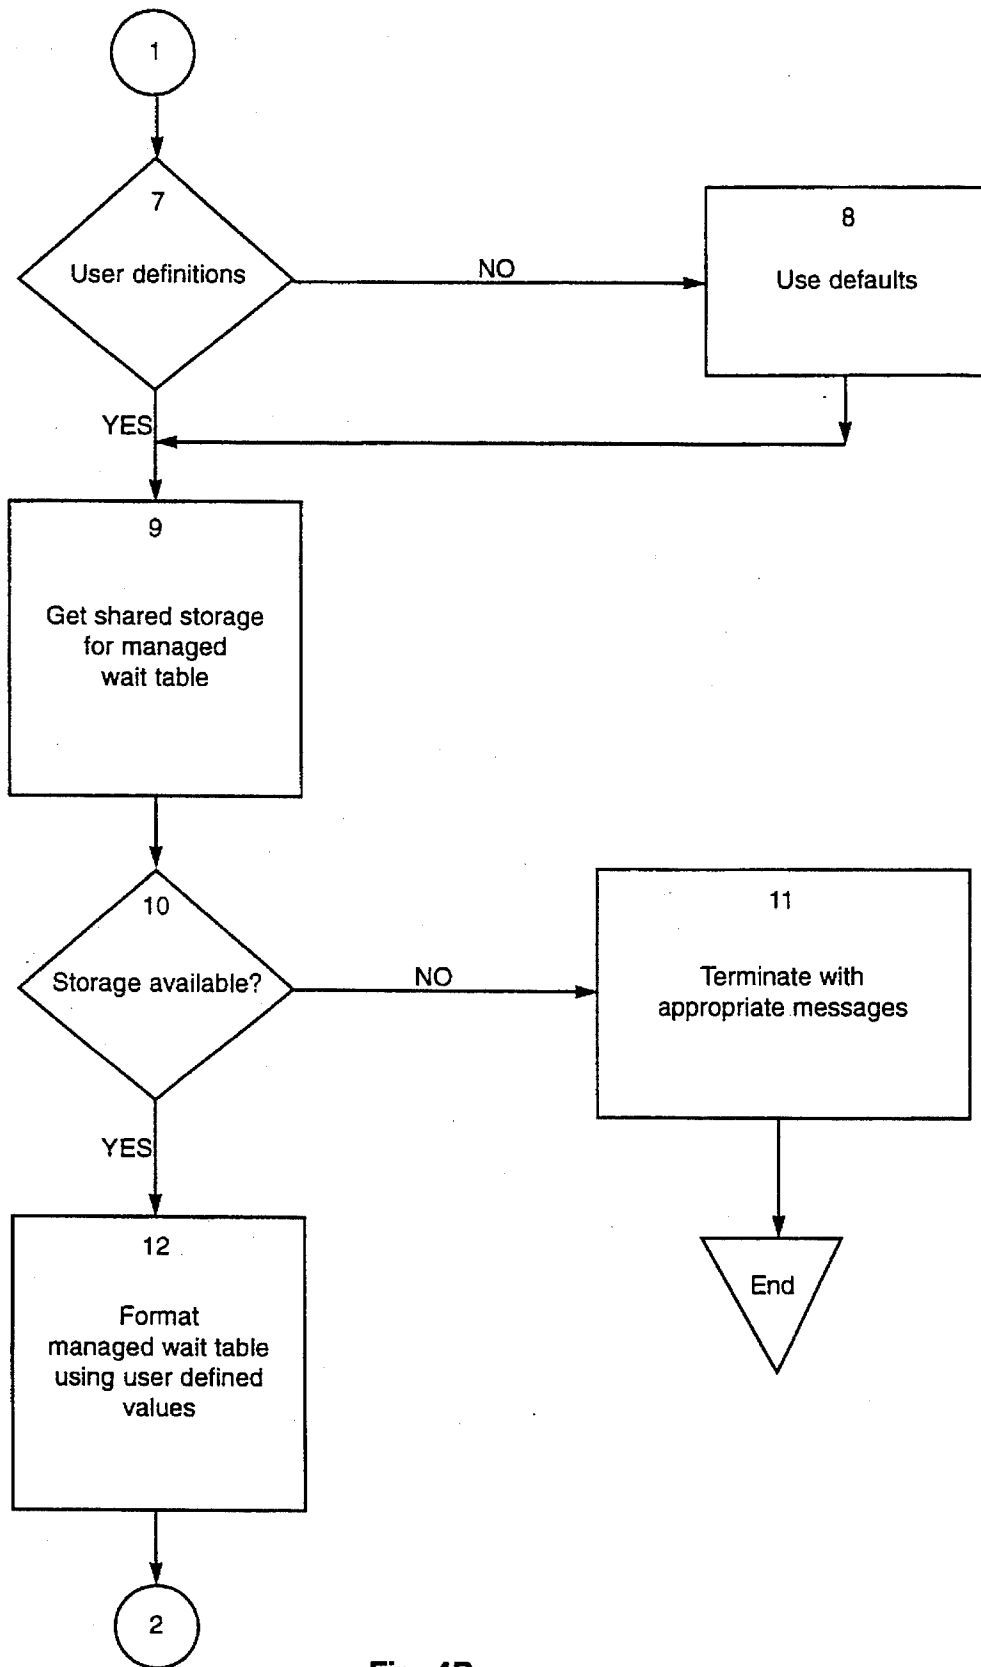 1
7
User definitions
NO
8
Use defaults
YES
9
Get shared storage
for managed
wait table
10
Storage available?
NO
11
Terminate with
appropriate messages
YES
12
Format
managed wait table
using user defined
values
End
2